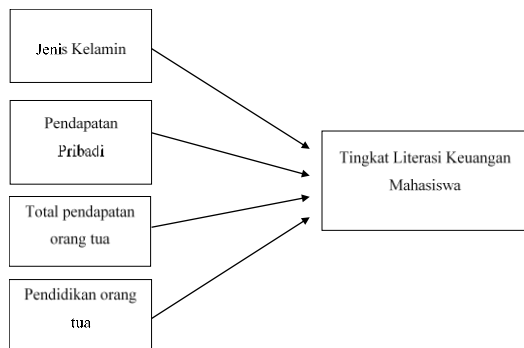 Jenis Kelamin
Pendapatan
Pribadi
Total pendapatan
orang tua
Pendidikan orang
tua
Tingkat Literasi Keuangan
Mahasiswa